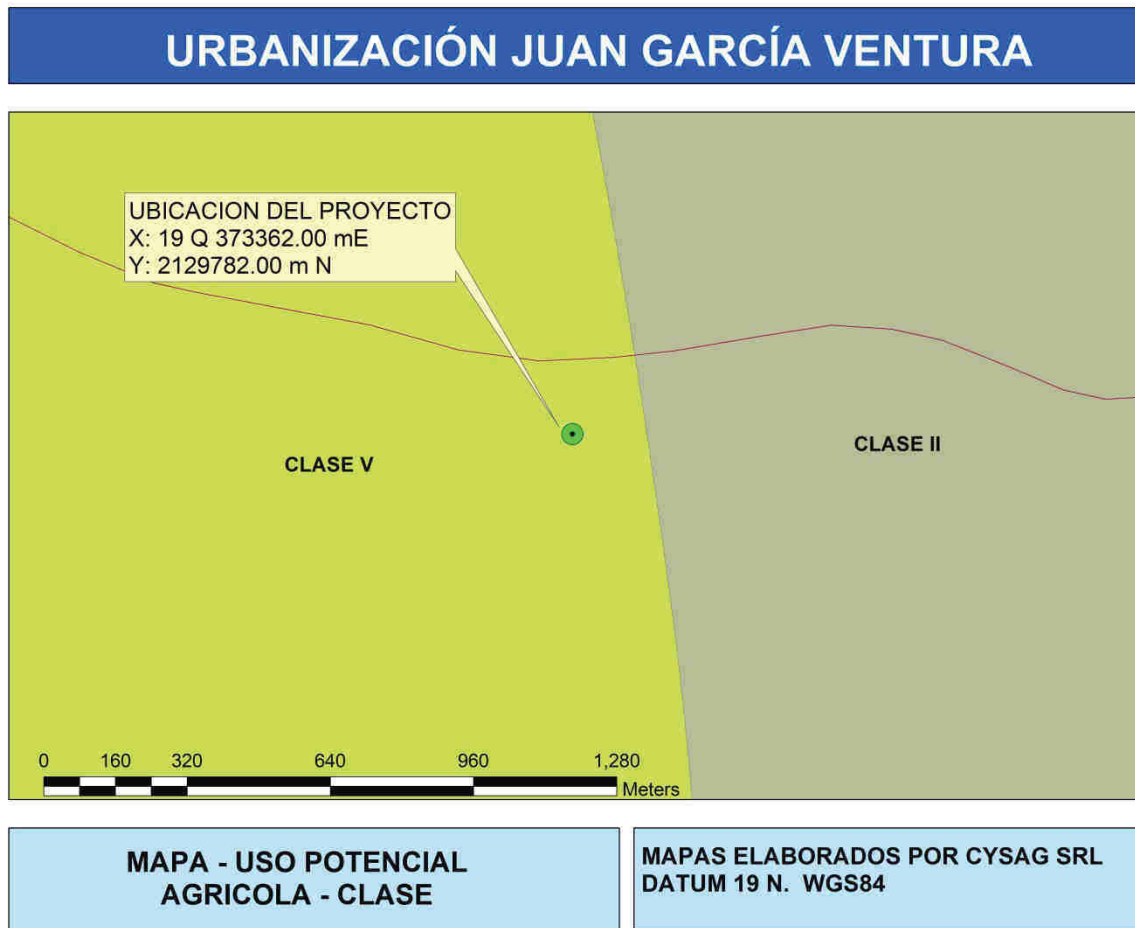 URBANIZACIÓN JUAN GARCÍA VENTURA
UBICACION DEL PROYECTO
X: 19 Q 373362.00 mE
Y: 2129782.00 m N
CLASE V
CLASE II
0 160 320 640 960 1,280
Meters
MAPA - USO POTENCIAL
AGRICOLA - CLASE
MAPAS ELABORADOS POR CYSAG SRL
DATUM 19 N. WGS84